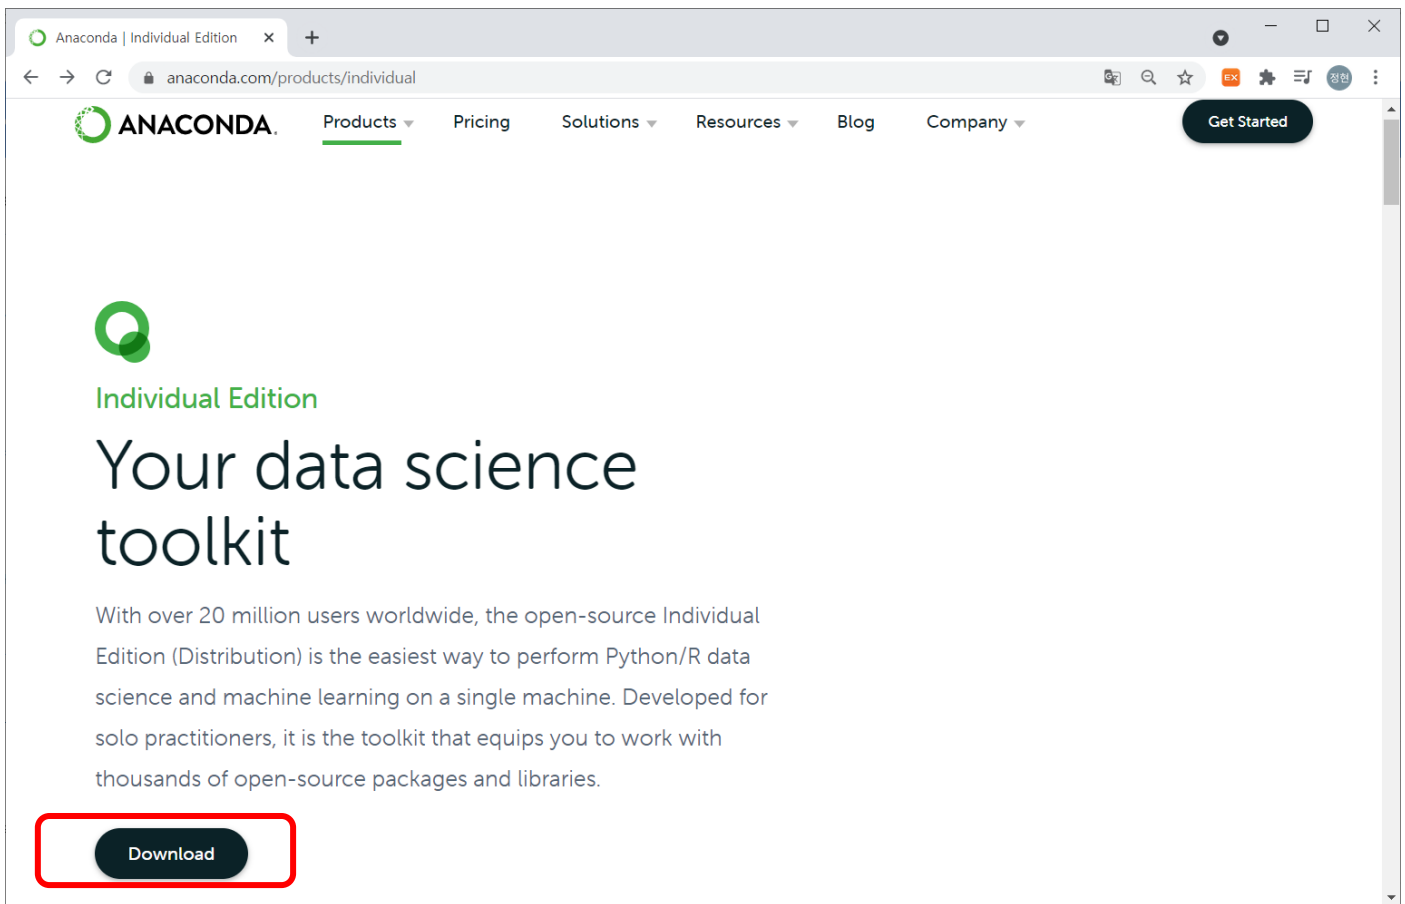 Anaconda | Individual Edition
anaconda.com/products/individual
EX
정현
ANACONDA.
Products
Pricing
Solutions
Resources
Blog
Company
Get Started
Individual Edition
Your data science
toolkit
With over 20 million users worldwide, the open-source Individual
Edition (Distribution) is the easiest way to perform Python/R data
science and machine learning on a single machine. Developed for
solo practitioners, it is the toolkit that equips you to work with
thousands of open-source packages and libraries.
Download